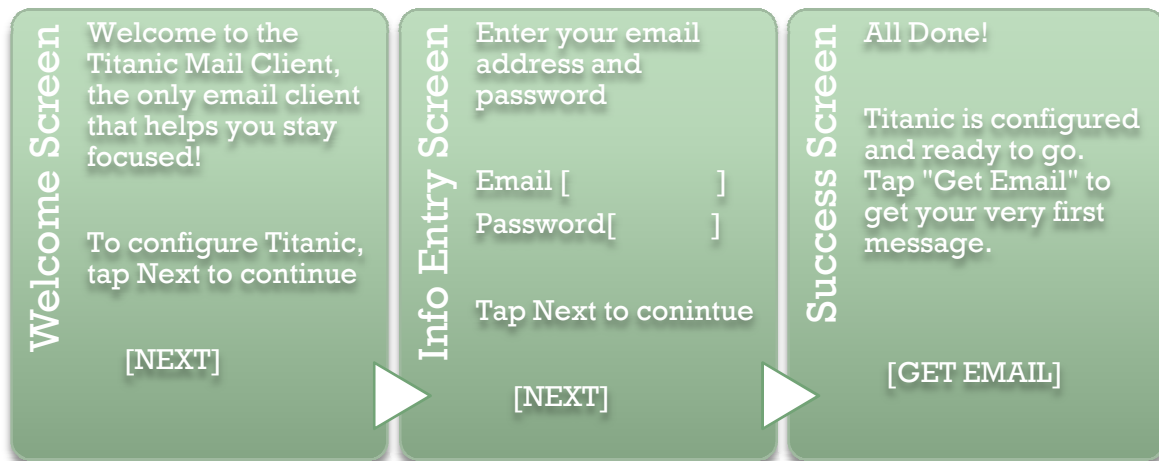 Welcome Screen
Welcome to the
Titanic Mail Client,
the only email client
that helps you stay
focused!
To configure Titanic,
tap Next to continue
[NEXT]
Info Entry Screen
Enter your email
address and
password
Email [ ]
Password[ ]
Tap Next to conintue
[NEXT]
Success Screen
All Done!
Titanic is configured
and ready to go.
Tap "Get Email" to
get your very first
message.
[GET EMAIL]